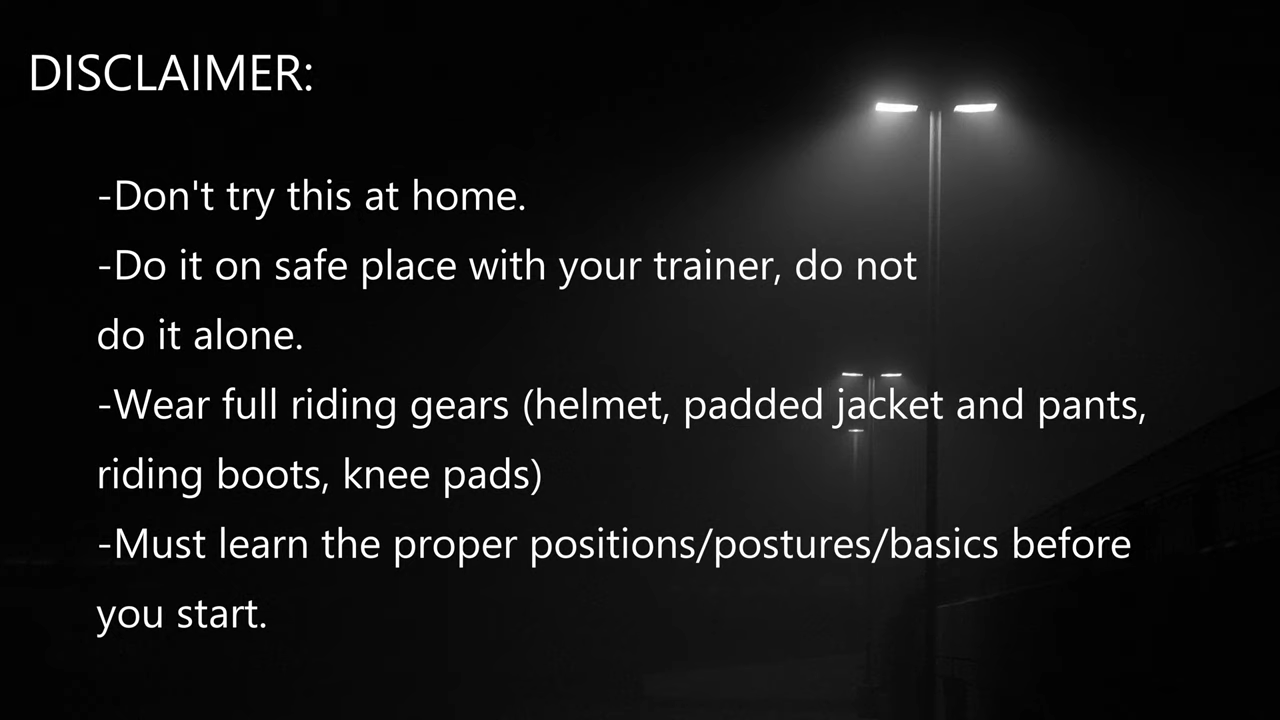 DISCLAIMER:
-Don't try this at home.
-Do it on safe place with your trainer, do not
do it alone.
-Wear full riding gears (helmet, padded jacket and pants,
riding boots, knee pads)
-Must learn the proper positions/postures/basics before
you start.